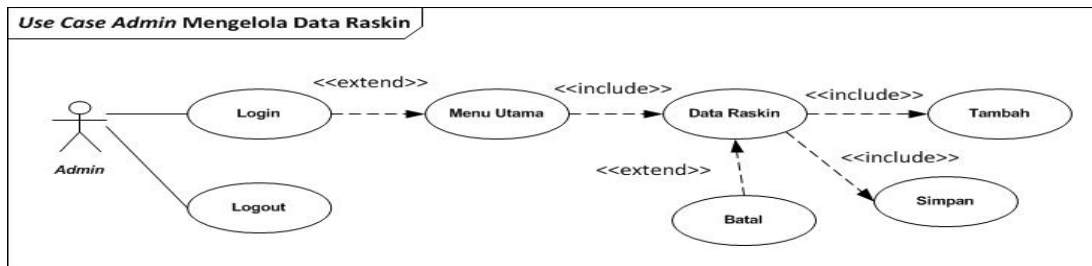 Use Case Admin Mengelola Data Raskin
<<extend>>
<<include>>
<<include>>
Login
Menu Utama
Data Raskin
Tambah
Admin
<<extend>>
<<include>>
Logout
Batal
Simpan